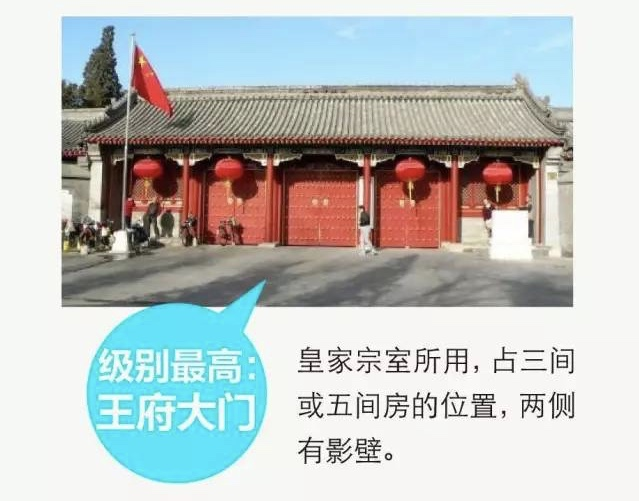 级别最高：
王府大门
皇家宗室所用，占三间
或五间房的位置，两侧
有影壁。